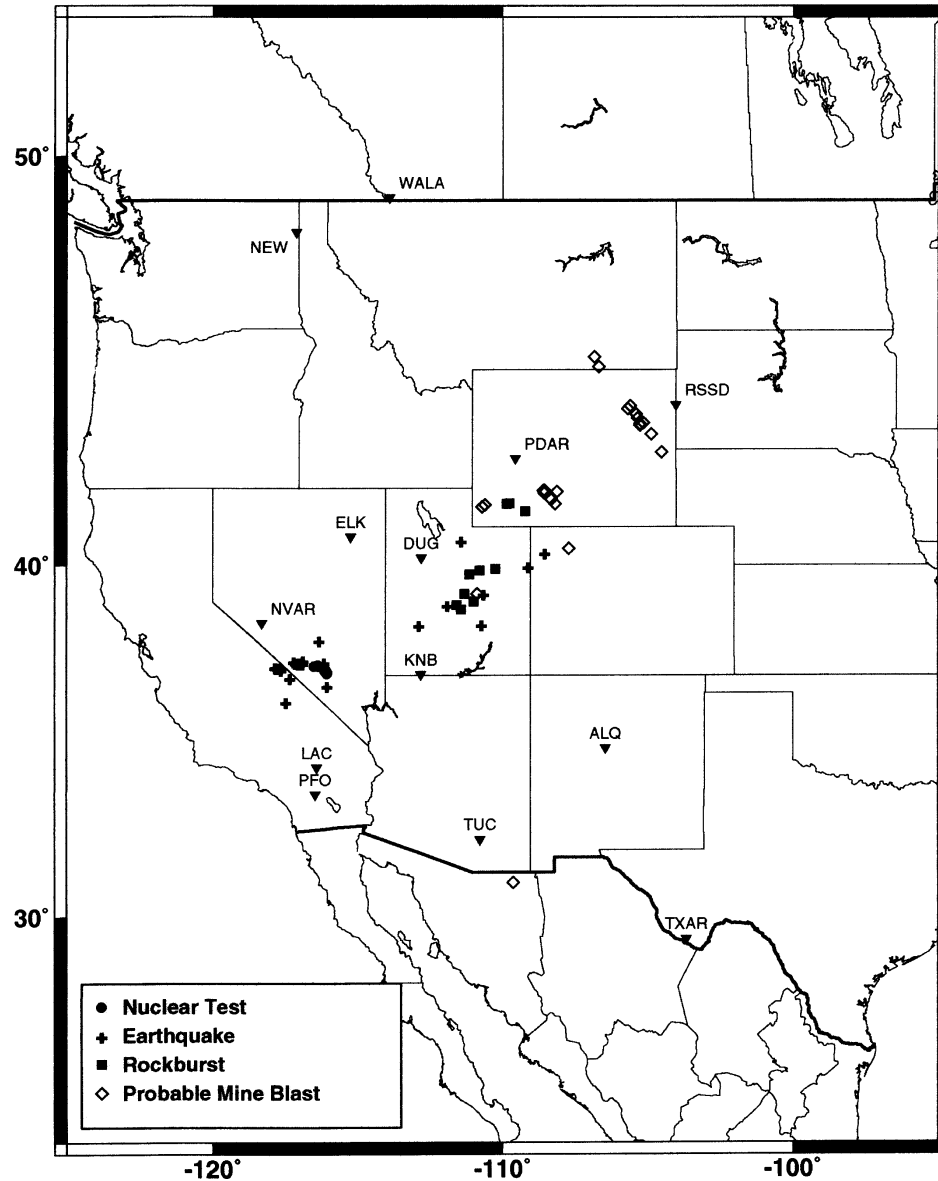 50°
WALA
NEW
RSSD
PDAR
ELK
40°
DUG
NVAR
KNB
ALQ
LAC
PFO
TUC
30°
TXAR
Nuclear Test
Earthquake
Rockburst
Probable Mine Blast
-120°
-110°
-100°